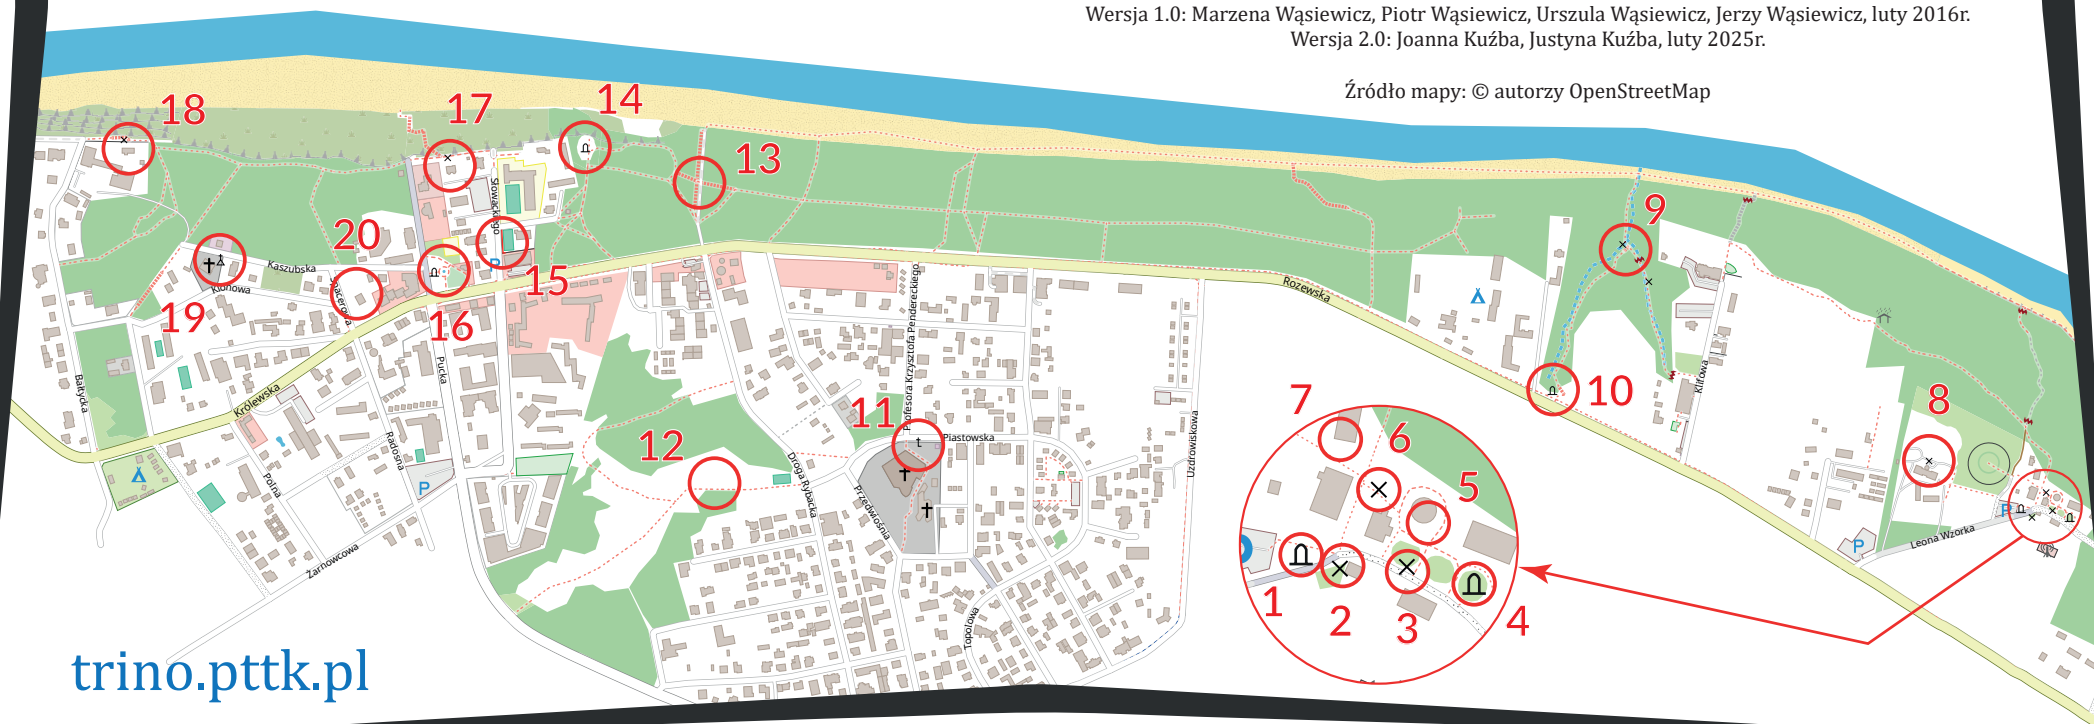 Wersja 1.0: Marzena Wąsiewicz, Piotr Wąsiewicz, Urszula Wąsiewicz, Jerzy Wąsiewicz, luty 2016r.
Wersja 2.0: Joanna Kuźba, Justyna Kuźba, luty 2025r.
Źródło mapy: © autorzy OpenStreetMap
18
17
14
13
9
20
15
16
19
Słowackiego
Kaszubska
Klonowa
Spacerowa
Rozewska
Profesora Krzysztofa Pendereckiego
Pucka
Bałtycka
Królewska
Radosna
Polna
Żarnowcowa
P
P
12
11
Piastowska
Droga Rybacka
Przedwiośnia
Topolowa
Uzdrowiskowa
10
Klifowa
8
7
6
5
1
2
3
4
P
P
Leona Wzorka
trino.pttk.pl